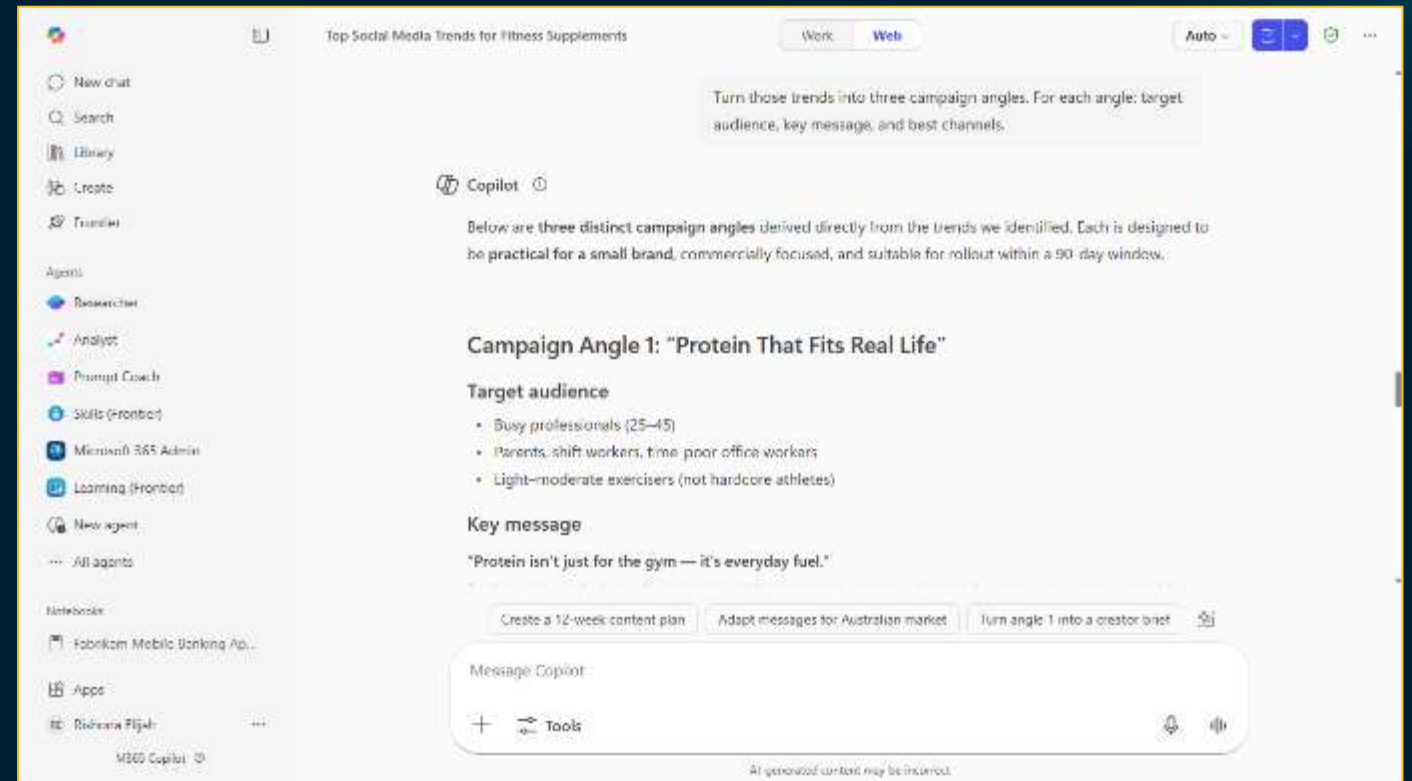 Top Social Media Trends for Fitness Supplements
Work Web
Auto
New chat
Search
Library
Create
Frontier
Agents
Researcher
Analyst
Prompt Coach
Skills (Frontier)
Microsoft 365 Admin
Learning (Frontier)
New agent
All agents
Notebooks
Fabrikam Mobile Banking Ap...
Apps
Elijah
M365 Copilot
Turn those trends into three campaign angles. For each angle: target
audience, key message, and best channels.
Copilot
Below are three distinct campaign angles derived directly from the trends we identified. Each is designed to
be practical for a small brand, commercially focused, and suitable for rollout within a 90-day window.
Campaign Angle 1: "Protein That Fits Real Life"
Target audience
• Busy professionals (25–45)
• Parents, shift workers, time-poor office workers
• Light–moderate exercisers (not hardcore athletes)
Key message
"Protein isn't just for the gym — it's everyday fuel."
Create a 12-week content plan
Adapt messages for Australian market
Turn angle 1 into a creator brief
Message Copilot
Tools
AI-generated content may be incorrect